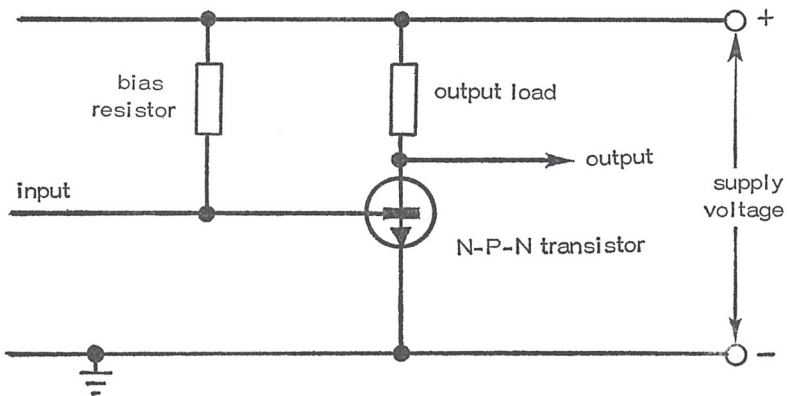 +
bias
resistor
output load
output
input
supply
voltage
N-P-N transistor
-